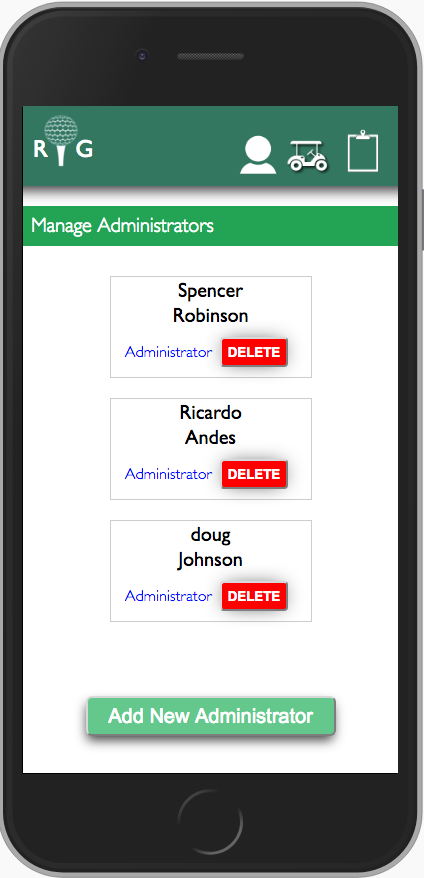 R G
Manage Administrators
Spencer
Robinson
Administrator DELETE
Ricardo
Andes
Administrator DELETE
doug
Johnson
Administrator DELETE
Add New Administrator